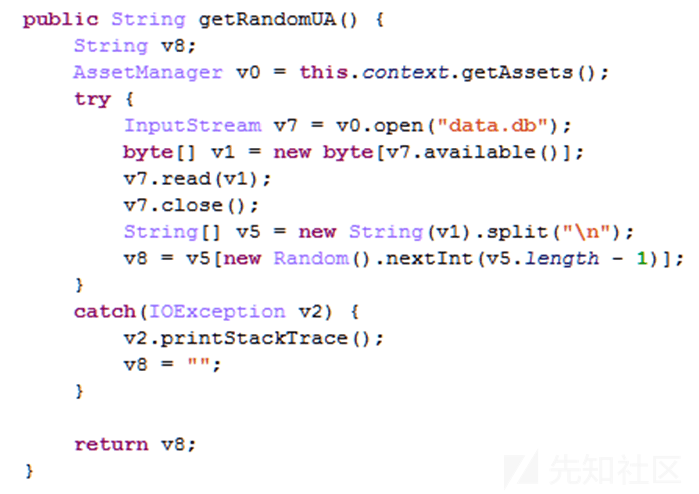 public String getRandomUA() {
    String v8;
    AssetManager v0 = this.context.getAssets();
    try {
        InputStream v7 = v0.open("data.db");
        byte[] v1 = new byte[v7.available()];
        v7.read(v1);
        v7.close();
        String[] v5 = new String(v1).split("\n");
        v8 = v5[new Random().nextInt(v5.length - 1)];
    }
    catch(IOException v2) {
        v2.printStackTrace();
        v8 = "";
    }

    return v8;
}
先知社区